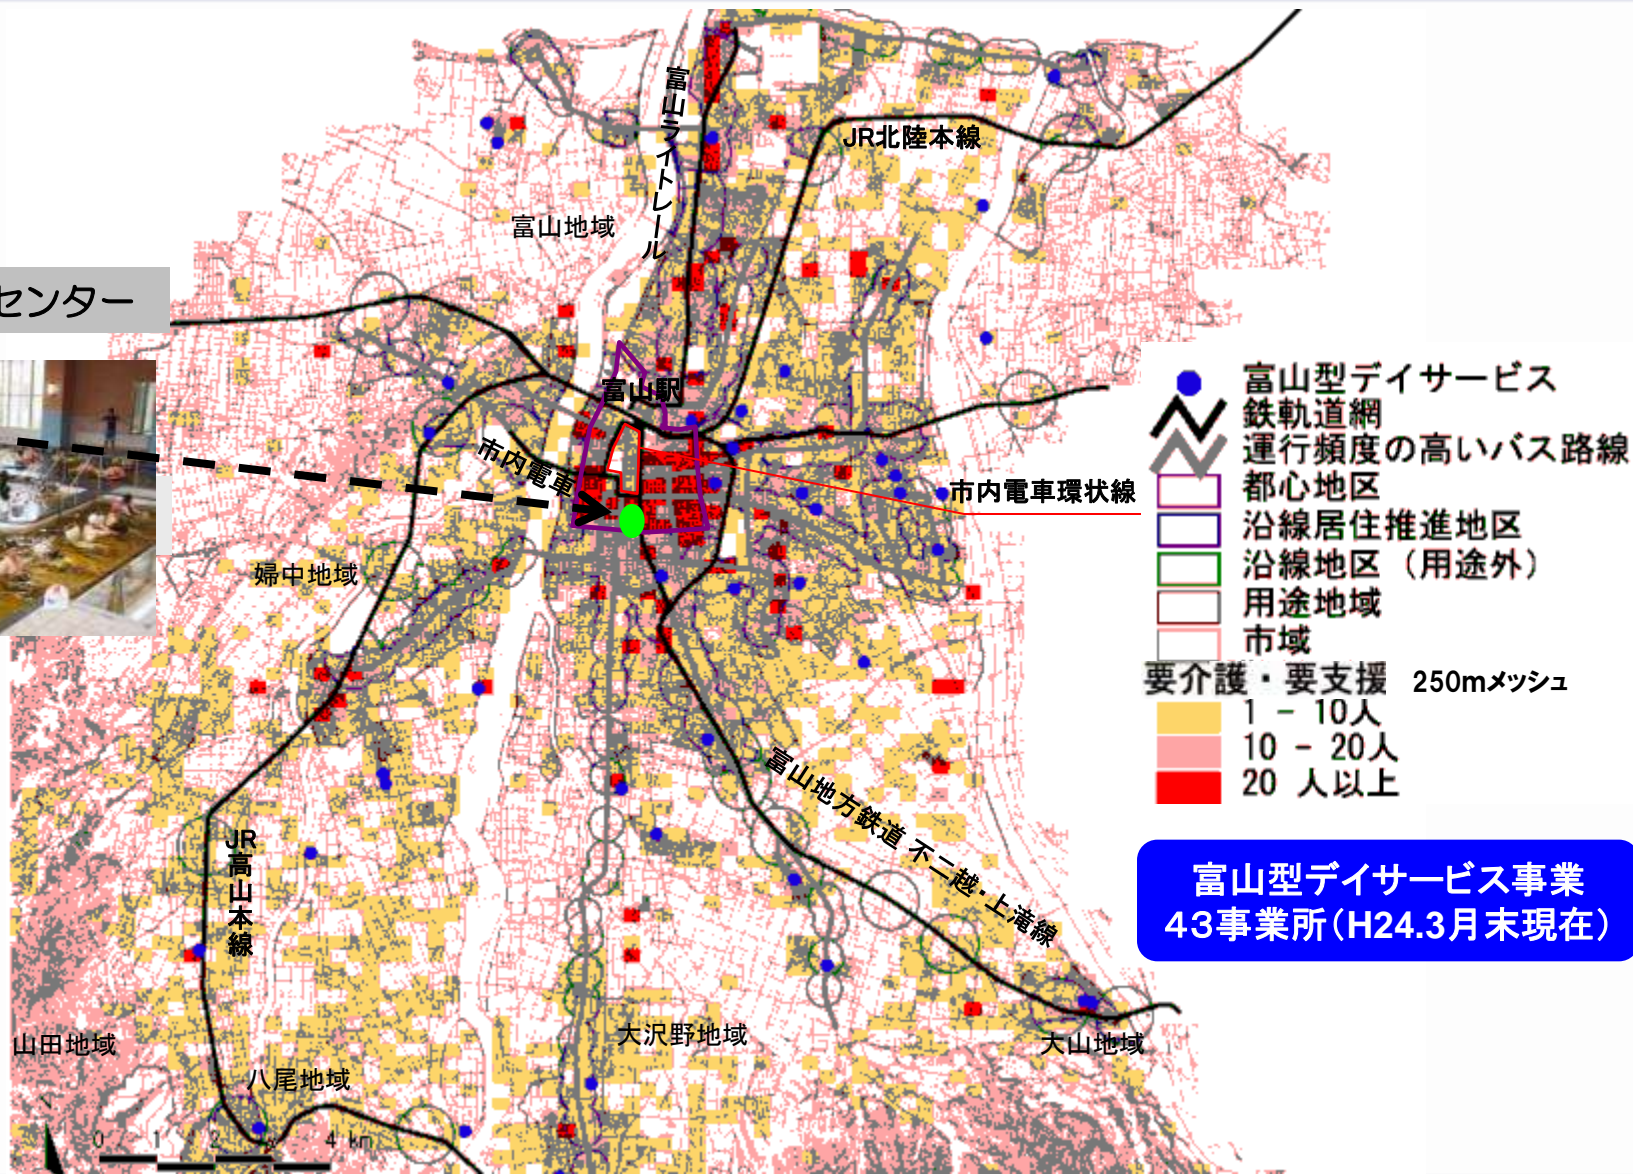 富山ライトレール
JR北陸本線
富山地域
センター
富山駅
市内電車
市内電車環状線
婦中地域
富山地方鉄道 不二越・上滝線
JR高山本線
山田地域
八尾地域
大沢野地域
大山地域
0 1 2 4 km
富山型デイサービス
鉄軌道網
運行頻度の高いバス路線
都心地区
沿線居住推進地区
沿線地区（用途外）
用途地域
市域
要介護・要支援 250mメッシュ
1 - 10人
10 - 20人
20 人以上
富山型デイサービス事業
43事業所（H24.3月末現在）